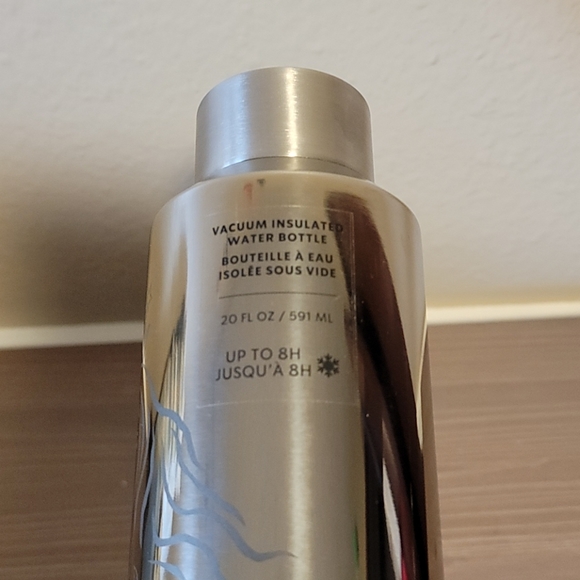 VACUUM INSULATED
WATER BOTTLE
BOUTEILLE À EAU
ISOLÉE SOUS VIDE
20 FL OZ / 591 ML
UP TO 8H
JUSQU'À 8H